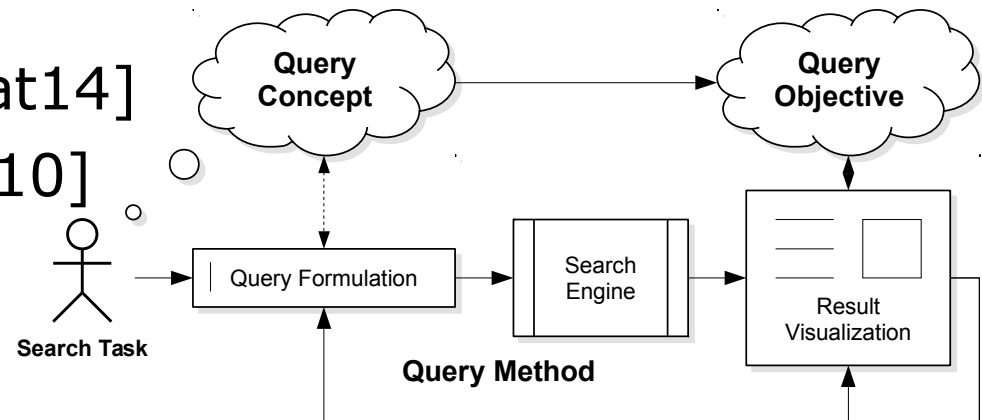 at14]
10]
Query
Concept
Query
Objective
Query Formulation
Search
Engine
Result
Visualization
Search Task
Query Method